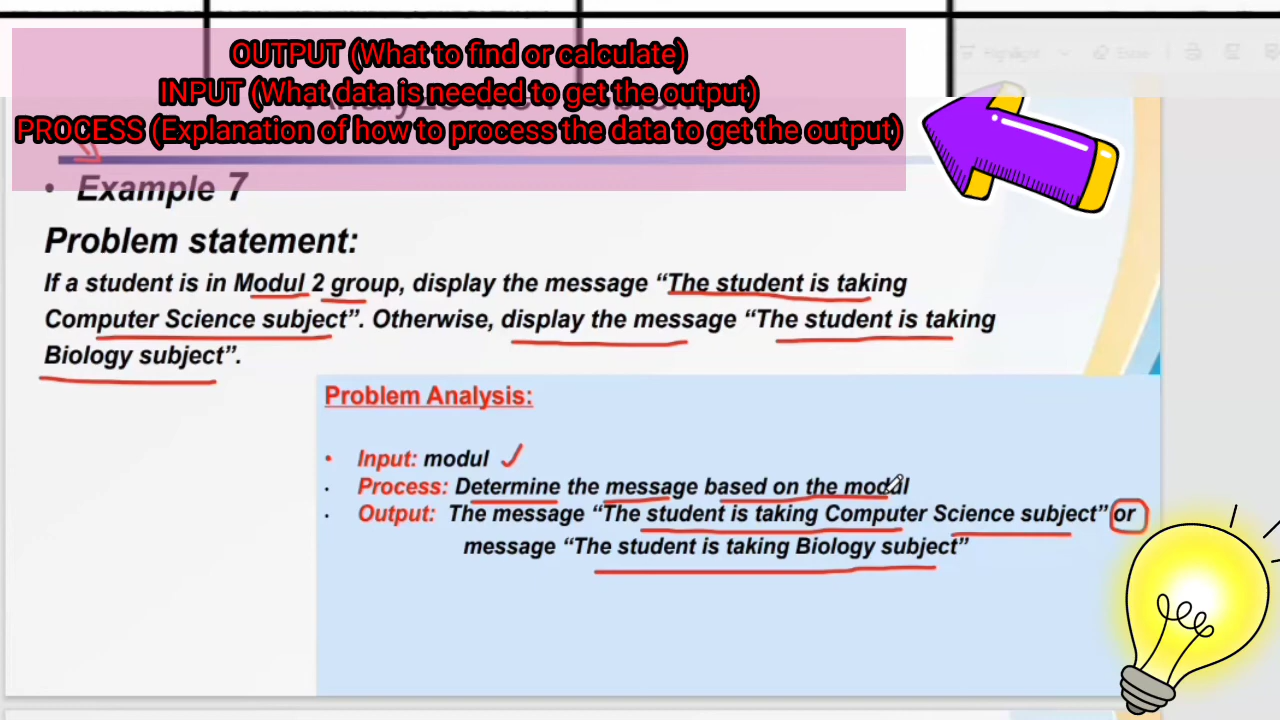 Highlight
Erase
OUTPUT (What to find or calculate)
INPUT (What data is needed to get the output)
PROCESS (Explanation of how to process the data to get the output)
• Example 7
Problem statement:
If a student is in Modul 2 group, display the message “The student is taking
Computer Science subject”. Otherwise, display the message “The student is taking
Biology subject”.
Problem Analysis:
• Input: modul
• Process: Determine the message based on the modul
• Output: The message “The student is taking Computer Science subject” or
message “The student is taking Biology subject”